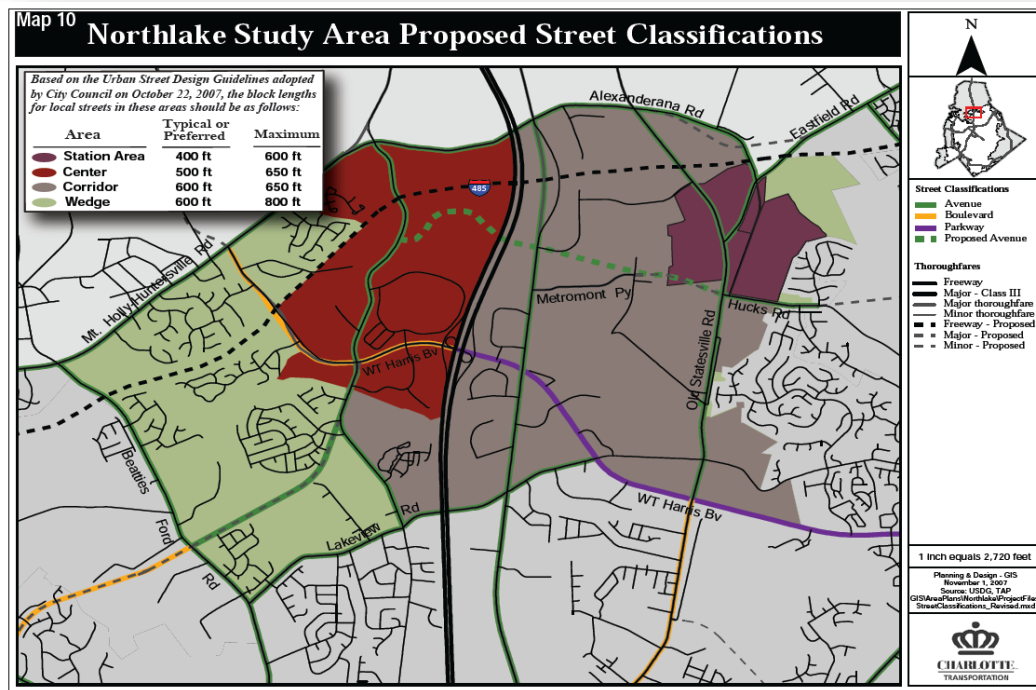 Map 10
Northlake Study Area Proposed Street Classifications
Based on the Urban Street Design Guidelines adopted
by City Council on October 22, 2007, the block lengths
for local streets in these areas should be as follows:
Area Typical or Preferred Maximum
Station Area 400 ft 600 ft
Center 500 ft 650 ft
Corridor 600 ft 650 ft
Wedge 600 ft 800 ft
Alexanderana Rd
Eastfield Rd
485
Mt. Holly-Huntersville Rd
Metromont Py
Hucks Rd
WT Harris Bv
Old Statesville Rd
Beatties Ford Rd
Lakeview Rd
WT Harris Bv
N
Street Classifications
Avenue
Boulevard
Parkway
Proposed Avenue
Thoroughfares
Freeway
Major - Class III
Major thoroughfare
Minor thoroughfare
Freeway - Proposed
Major - Proposed
Minor - Proposed
1 inch equals 2,720 feet
Planning & Design - GIS
November 1, 2007
Source: USDG, TAP
GIS\AreaPlans\Northlake\ProjectFiles
StreetClassifications_Revised.mxd
CHARLOTTE
TRANSPORTATION